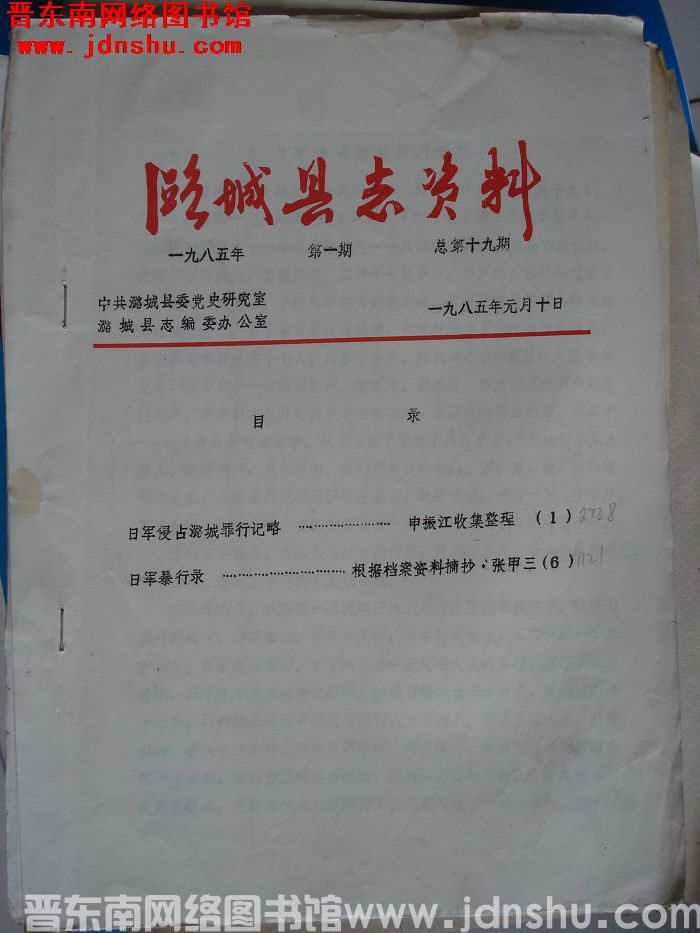 晋东南网络图书馆
www.jdnshu.com
潞城县志资料
一九八五年 第一期 总第十九期
中共潞城县委党史研究室
潞城县志编委办公室
一九八五年元月十日
目 录
日军侵占潞城罪行记略 ………………… 申振江收集整理 (1) 2738
日军暴行录 ………………………… 根据档案资料摘抄·张甲三(6) 1121
晋东南网络图书馆www.jdnshu.com